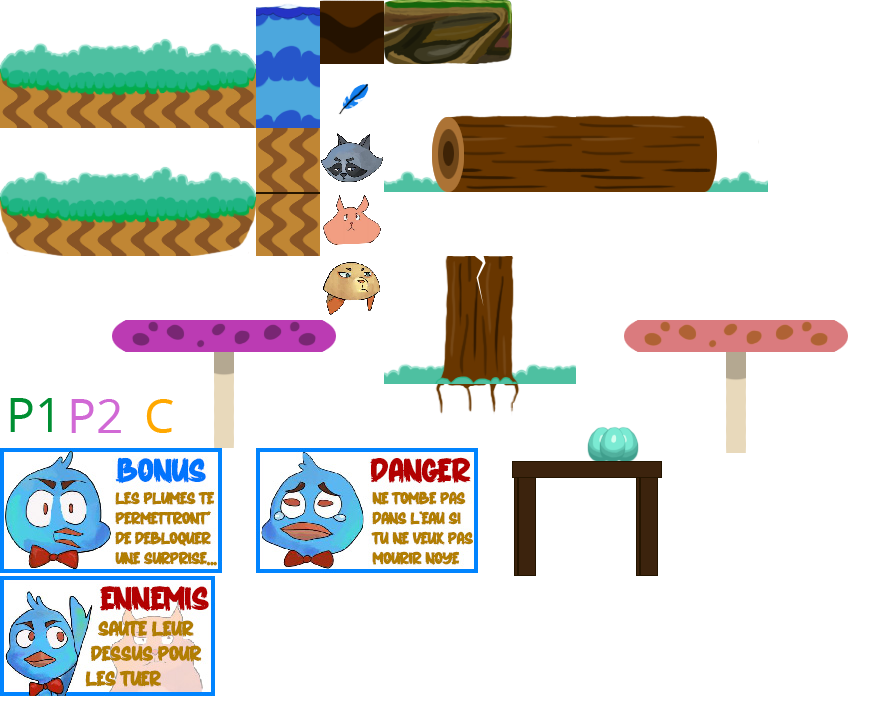 P1 P2 C
BONUS
LES PLUMES TE
PERMETTRONT
DE DEBLOQUER
UNE SURPRISE...
DANGER
NE TOMBE PAS
DANS L'EAU SI
TU NE VEUX PAS
MOURIR NOYE
ENNEMIS
SAUTE LEUR
DESSUS POUR
LES TUER